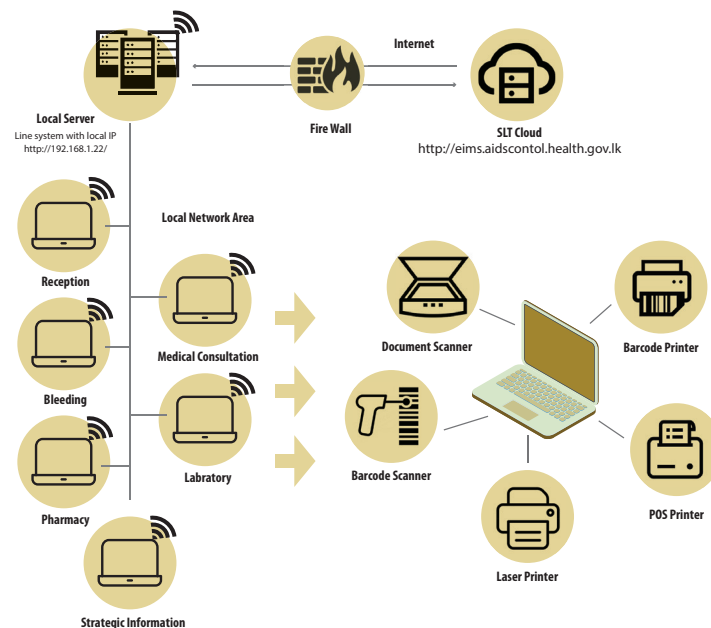 Internet
Local Server
Line system with local IP
http://192.168.1.22/
Fire Wall
SLT Cloud
http://eims.aidscontol.health.gov.lk
Local Network Area
Reception
Medical Consultation
Document Scanner
Barcode Printer
Bleeding
Labratory
Barcode Scanner
Pharmacy
POS Printer
Laser Printer
Strategic Information